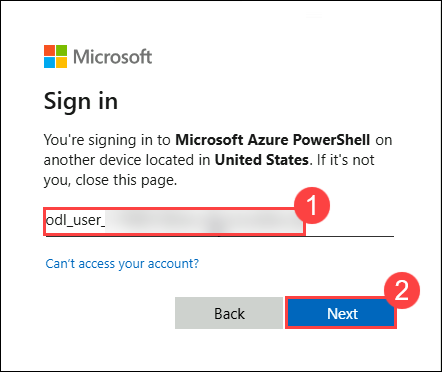 Microsoft
Sign in
You're signing in to Microsoft Azure PowerShell on
another device located in United States. If it's not
you, close this page.
odl_user_
1
Can't access your account?
2
Back
Next